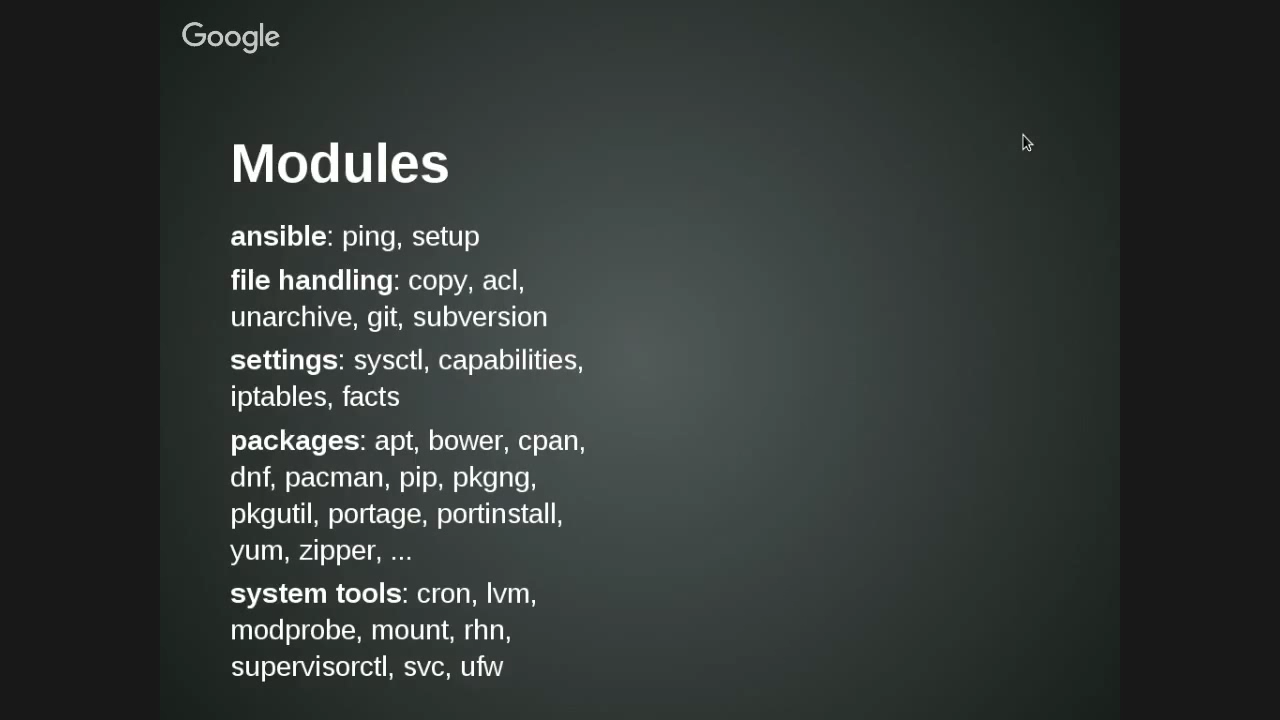 Google
Modules
ansible: ping, setup
file handling: copy, acl,
unarchive, git, subversion
settings: sysctl, capabilities,
iptables, facts
packages: apt, bower, cpan,
dnf, pacman, pip, pkgng,
pkgutil, portage, portinstall,
yum, zipper, ...
system tools: cron, lvm,
modprobe, mount, rhn,
supervisorctl, svc, ufw